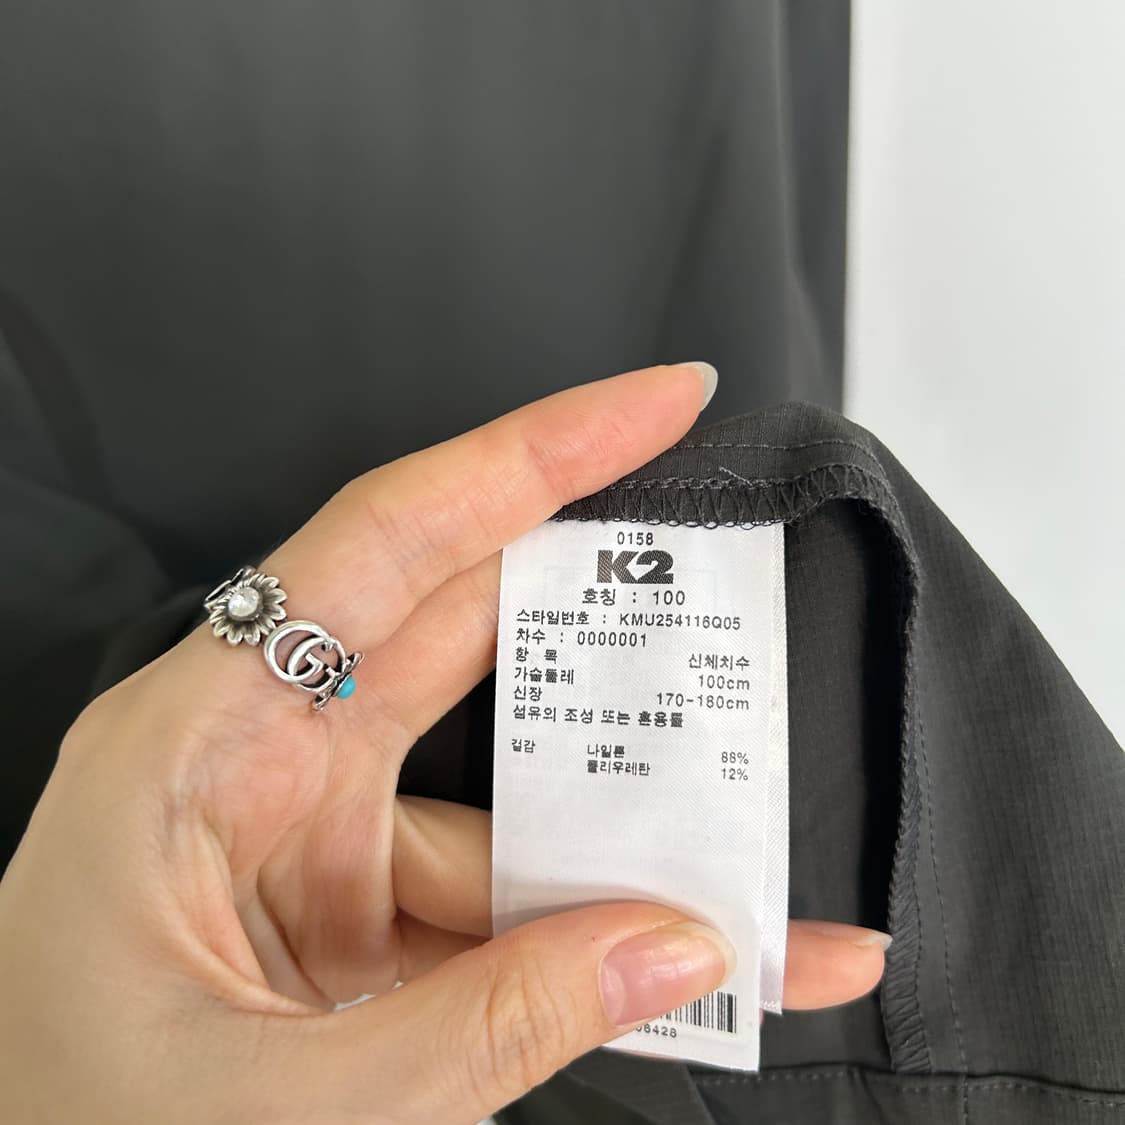 0158
K2
호칭 : 100
스타일번호 : KMU254116Q05
차수 : 0000001
항 목 신체치수
가슴둘레 100cm
신장 170-180cm
섬유의 조성 또는 혼용률
겉감 나일론 88%
폴리우레탄 12%